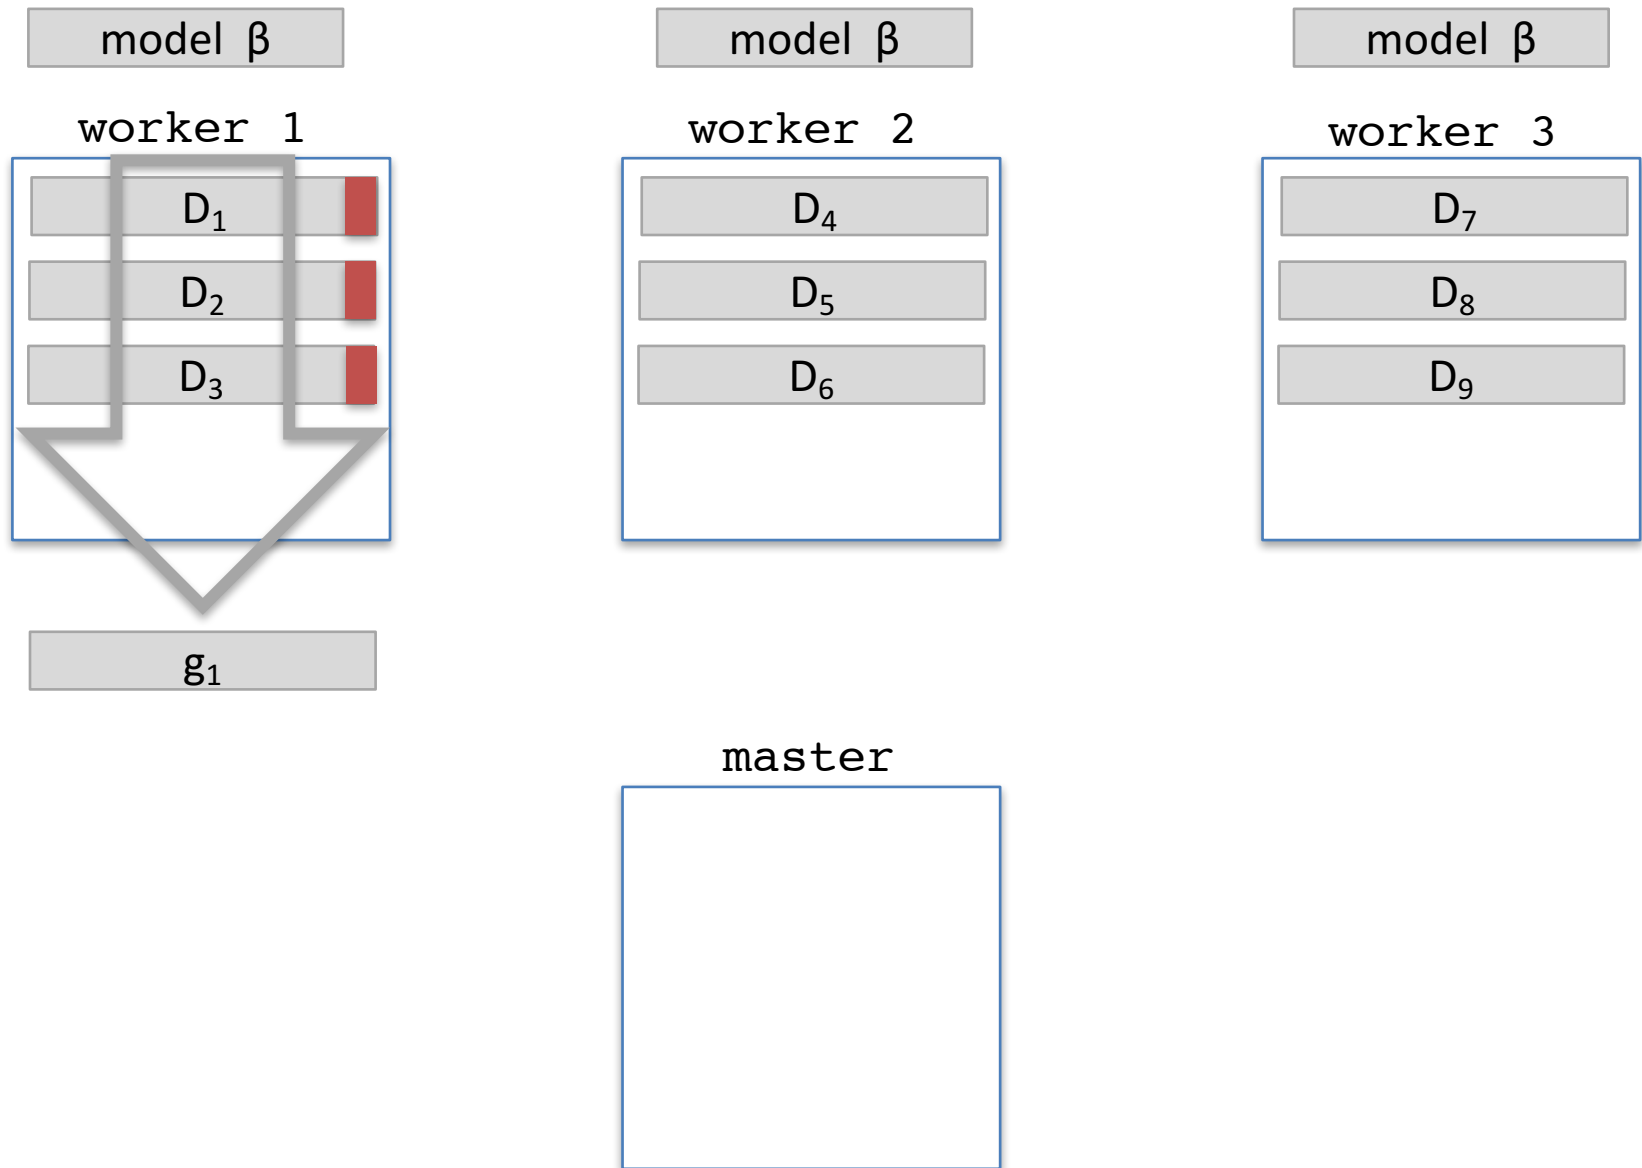 model β model β model β
worker 1 worker 2 worker 3
D₁ D₄ D₇
D₂ D₅ D₈
D₃ D₆ D₉
g₁
master